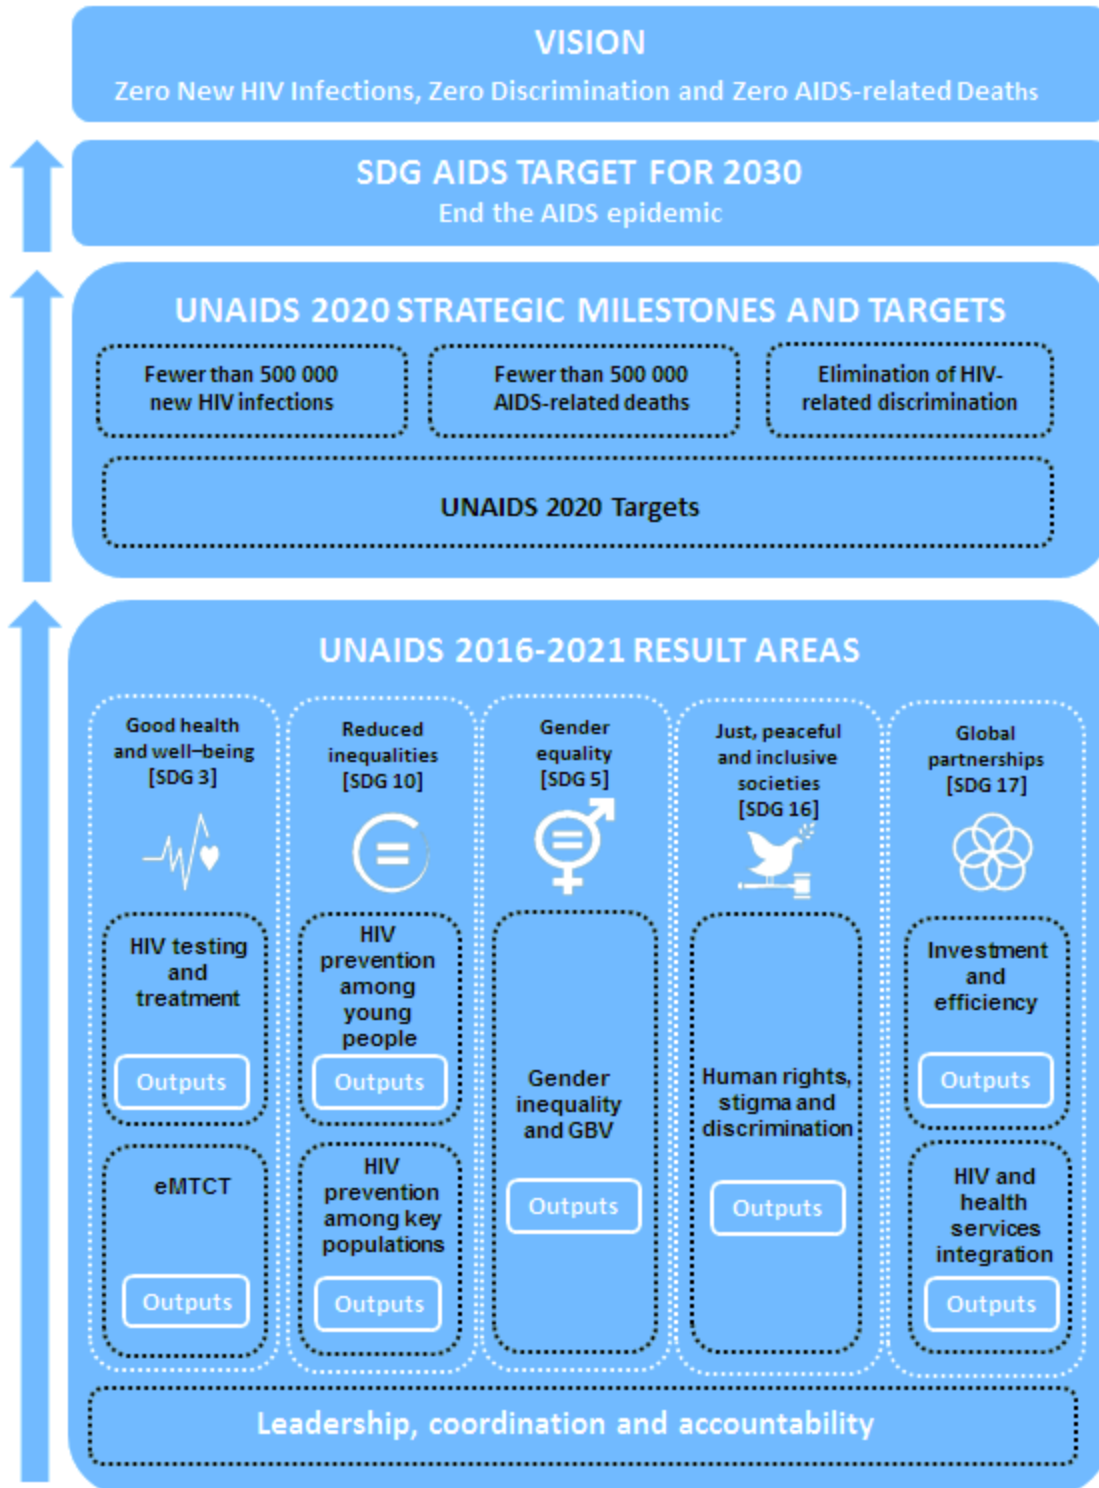 VISION
Zero New HIV Infections, Zero Discrimination and Zero AIDS-related Deaths
SDG AIDS TARGET FOR 2030
End the AIDS epidemic
UNAIDS 2020 STRATEGIC MILESTONES AND TARGETS
Fewer than 500 000
new HIV infections
Fewer than 500 000
AIDS-related deaths
Elimination of HIV-
related discrimination
UNAIDS 2020 Targets
UNAIDS 2016-2021 RESULT AREAS
Good health
and well–being
[SDG 3]
HIV testing
and
treatment
Outputs
eMTCT
Outputs
Reduced
inequalities
[SDG 10]
HIV
prevention
among
young
people
Outputs
HIV
prevention
among key
populations
Outputs
Gender
equality
[SDG 5]
Gender
inequality
and GBV
Outputs
Just, peaceful
and inclusive
societies
[SDG 16]
Human rights,
stigma and
discrimination
Outputs
Global
partnerships
[SDG 17]
Investment
and
efficiency
Outputs
HIV and
health
services
integration
Outputs
Leadership, coordination and accountability